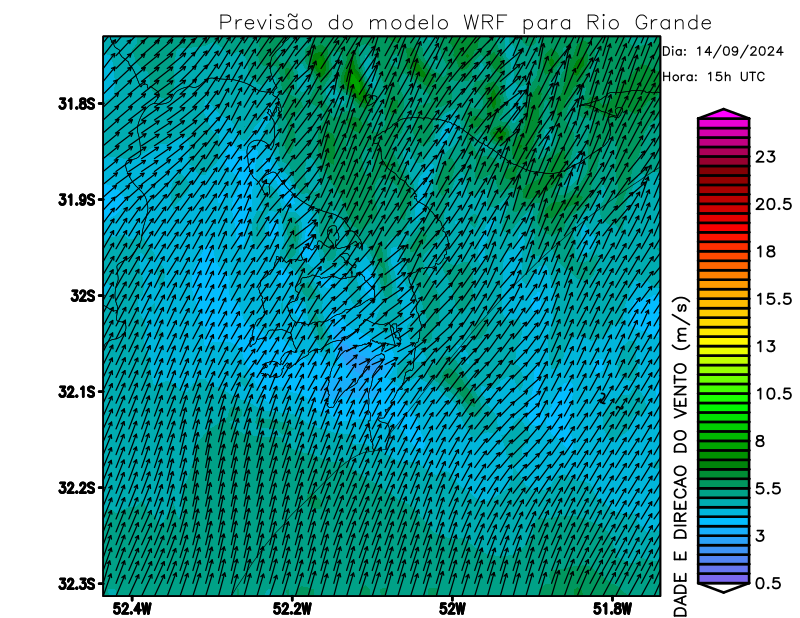 Previsão do modelo WRF para Rio Grande
Dia: 14/09/2024
Hora: 15h UTC
31.8S
31.9S
32S
32.1S
32.2S
32.3S
52.4W
52.2W
52W
51.8W
23
20.5
18
15.5
13
10.5
8
5.5
3
0.5
DADE E DIRECAO DO VENTO (m/s)